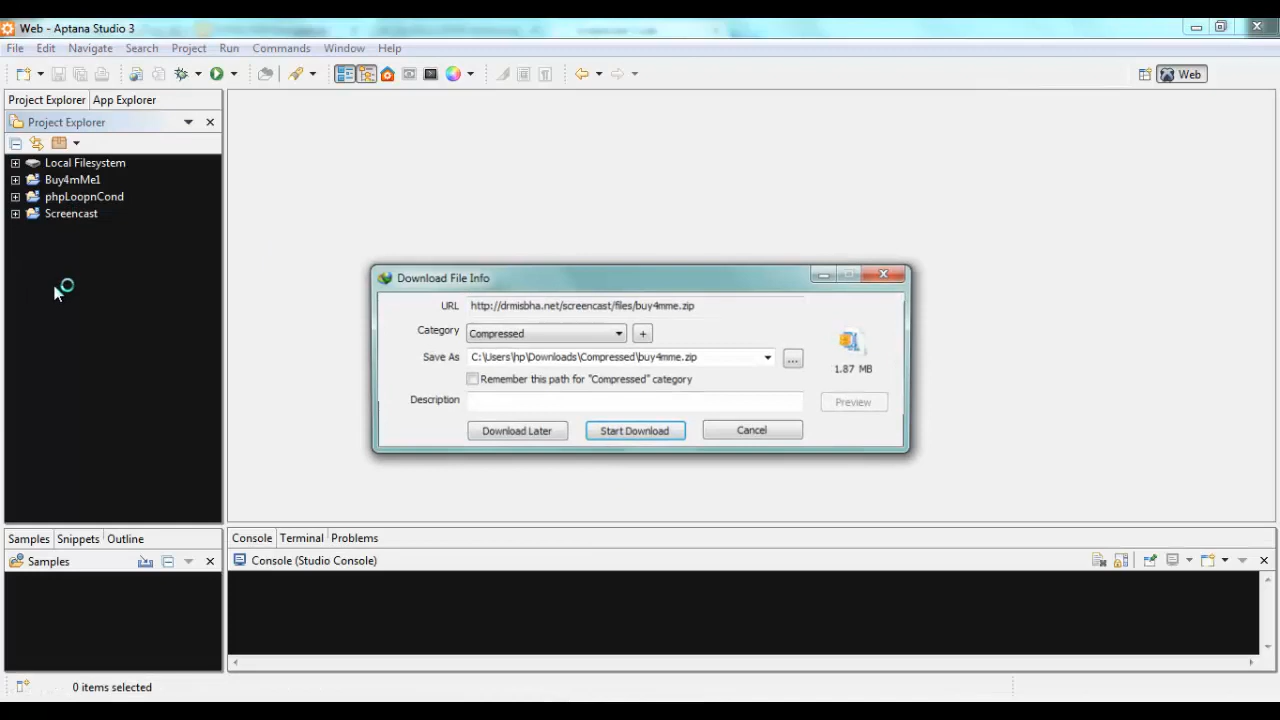 Web - Aptana Studio 3
File Edit Navigate Search Project Run Commands Window Help
Web
Project Explorer App Explorer
Project Explorer
Local Filesystem
Buy4mMe1
phpLoopnCond
Screencast
Download File Info
URL http://drmisbha.net/screencast/files/buy4mme.zip
Category Compressed +
Save As C:\Users\hp\Downloads\Compressed\buy4mme.zip ...
1.87 MB
Remember this path for "Compressed" category
Description
Preview
Download Later Start Download Cancel
Samples Snippets Outline
Samples
Console Terminal Problems
Console (Studio Console)
0 items selected